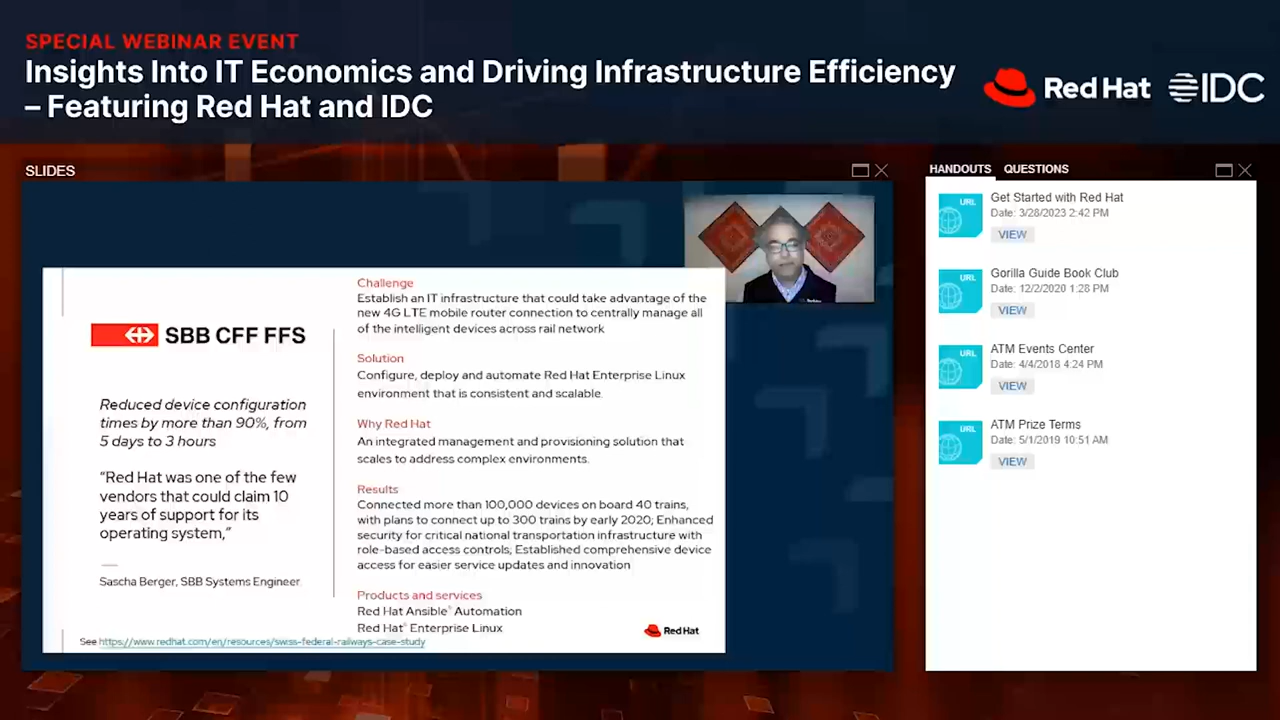 SPECIAL WEBINAR EVENT
Insights Into IT Economics and Driving Infrastructure Efficiency
– Featuring Red Hat and IDC
Red Hat
IDC
SLIDES
SBB CFF FFS
Reduced device configuration
times by more than 90%, from
5 days to 3 hours
“Red Hat was one of the few
vendors that could claim 10
years of support for its
operating system,”
Sascha Berger, SBB Systems Engineer
Challenge
Establish an IT infrastructure that could take advantage of the
new 4G LTE mobile router connection to centrally manage all
of the intelligent devices across rail network
Solution
Configure, deploy and automate Red Hat Enterprise Linux
environment that is consistent and scalable.
Why Red Hat
An integrated management and provisioning solution that
scales to address complex environments.
Results
Connected more than 100,000 devices on board 40 trains,
with plans to connect up to 300 trains by early 2020; Enhanced
security for critical national transportation infrastructure with
role-based access controls; Established comprehensive device
access for easier service updates and innovation
Products and services
Red Hat Ansible® Automation
Red Hat® Enterprise Linux
See https://www.redhat.com/en/resources/swiss-federal-railways-case-study
Red Hat
HANDOUTS QUESTIONS
URL
Get Started with Red Hat
Date: 3/28/2023 2:42 PM
VIEW
URL
Gorilla Guide Book Club
Date: 12/2/2020 1:28 PM
VIEW
URL
ATM Events Center
Date: 4/4/2018 4:24 PM
VIEW
URL
ATM Prize Terms
Date: 5/1/2019 10:51 AM
VIEW